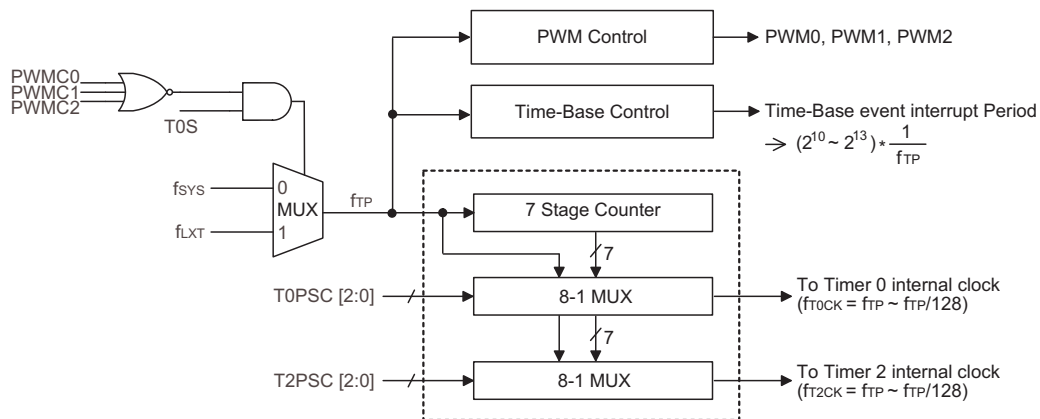 PWM Control
PWM0, PWM1, PWM2
PWMC0
PWMC1
PWMC2
T0S
Time-Base Control
Time-Base event interrupt Period
→ (2^10 ~ 2^13) * 1/fTP
fSYS
0
MUX
fLXT
1
fTP
7 Stage Counter
7
T0PSC [2:0]
8-1 MUX
To Timer 0 internal clock
(fT0CK = fTP ~ fTP/128)
7
T2PSC [2:0]
8-1 MUX
To Timer 2 internal clock
(fT2CK = fTP ~ fTP/128)